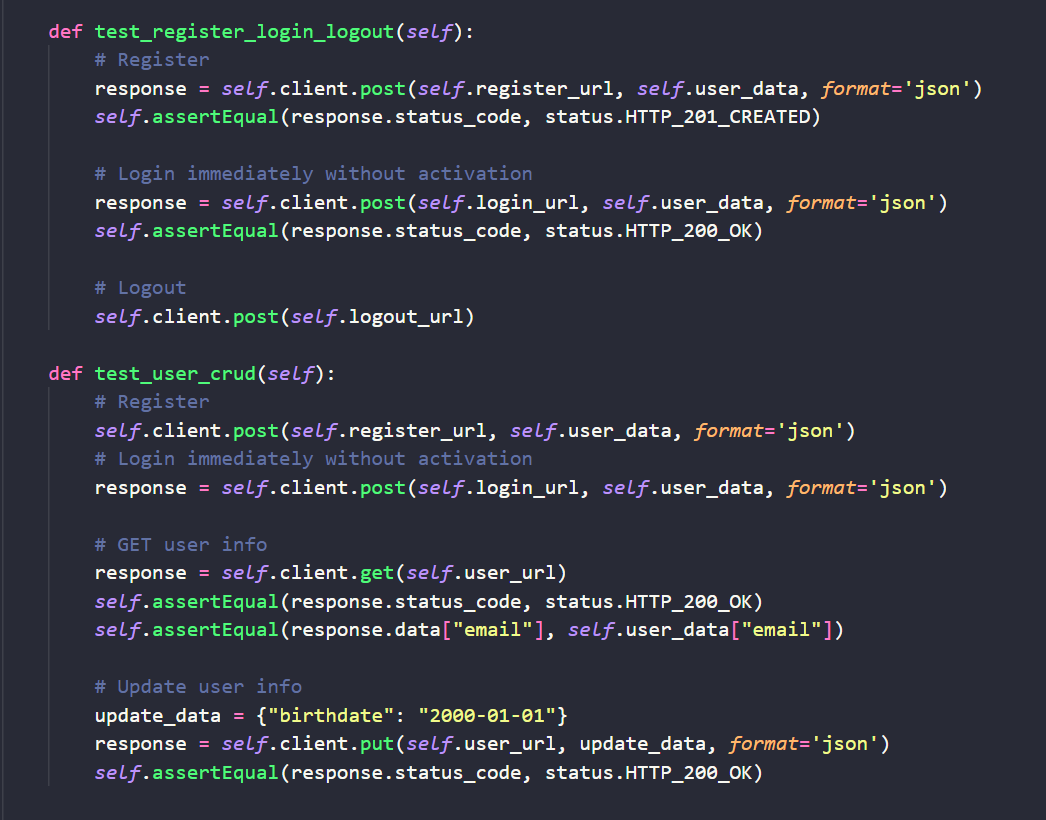 def test_register_login_logout(self):
    # Register
    response = self.client.post(self.register_url, self.user_data, format='json')
    self.assertEqual(response.status_code, status.HTTP_201_CREATED)

    # Login immediately without activation
    response = self.client.post(self.login_url, self.user_data, format='json')
    self.assertEqual(response.status_code, status.HTTP_200_OK)

    # Logout
    self.client.post(self.logout_url)

def test_user_crud(self):
    # Register
    self.client.post(self.register_url, self.user_data, format='json')
    # Login immediately without activation
    response = self.client.post(self.login_url, self.user_data, format='json')

    # GET user info
    response = self.client.get(self.user_url)
    self.assertEqual(response.status_code, status.HTTP_200_OK)
    self.assertEqual(response.data["email"], self.user_data["email"])

    # Update user info
    update_data = {"birthdate": "2000-01-01"}
    response = self.client.put(self.user_url, update_data, format='json')
    self.assertEqual(response.status_code, status.HTTP_200_OK)